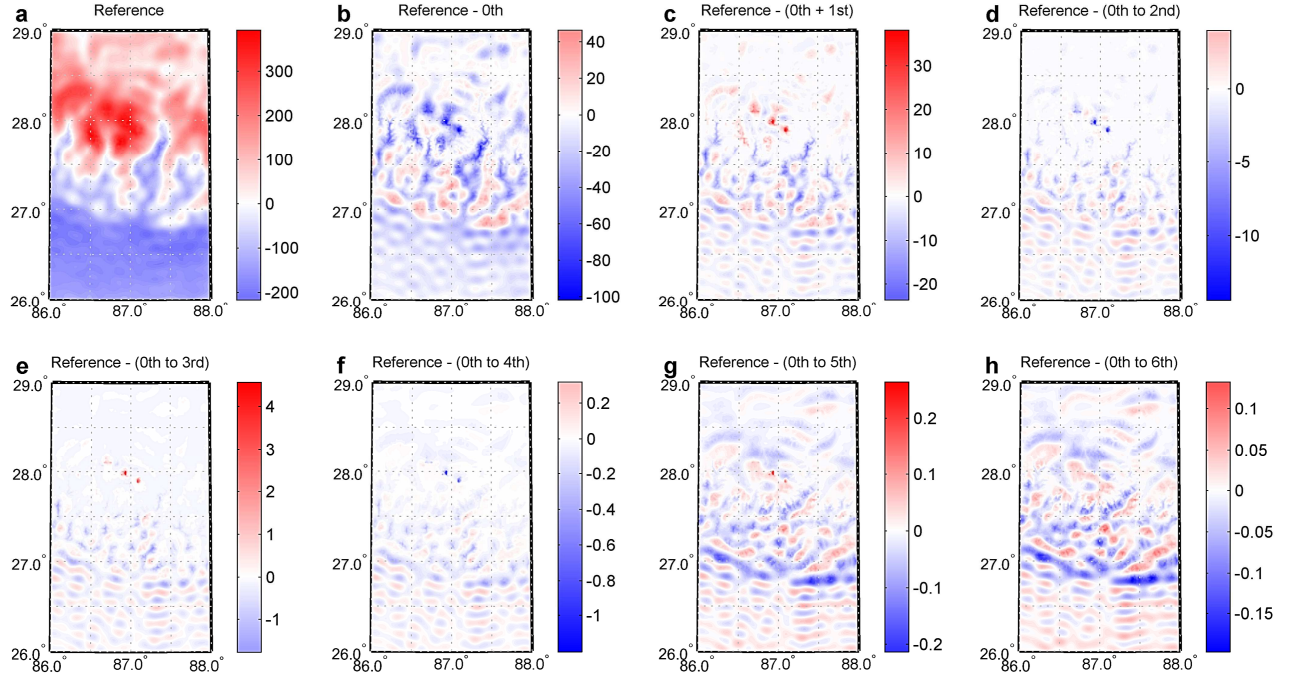 a Reference
b Reference - 0th
c Reference - (0th + 1st)
d Reference - (0th to 2nd)
29.0° 28.0° 27.0° 26.0°
86.0° 87.0° 88.0°
300 200 100 0 -100 -200
29.0° 28.0° 27.0° 26.0°
86.0° 87.0° 88.0°
40 20 0 -20 -40 -60 -80 -100
29.0° 28.0° 27.0° 26.0°
86.0° 87.0° 88.0°
30 20 10 0 -10 -20
29.0° 28.0° 27.0° 26.0°
86.0° 87.0° 88.0°
0 -5 -10
e Reference - (0th to 3rd)
f Reference - (0th to 4th)
g Reference - (0th to 5th)
h Reference - (0th to 6th)
29.0° 28.0° 27.0° 26.0°
86.0° 87.0° 88.0°
4 3 2 1 0 -1
29.0° 28.0° 27.0° 26.0°
86.0° 87.0° 88.0°
0.2 0 -0.2 -0.4 -0.6 -0.8 -1
29.0° 28.0° 27.0° 26.0°
86.0° 87.0° 88.0°
0.2 0.1 0 -0.1 -0.2
29.0° 28.0° 27.0° 26.0°
86.0° 87.0° 88.0°
0.1 0.05 0 -0.05 -0.1 -0.15